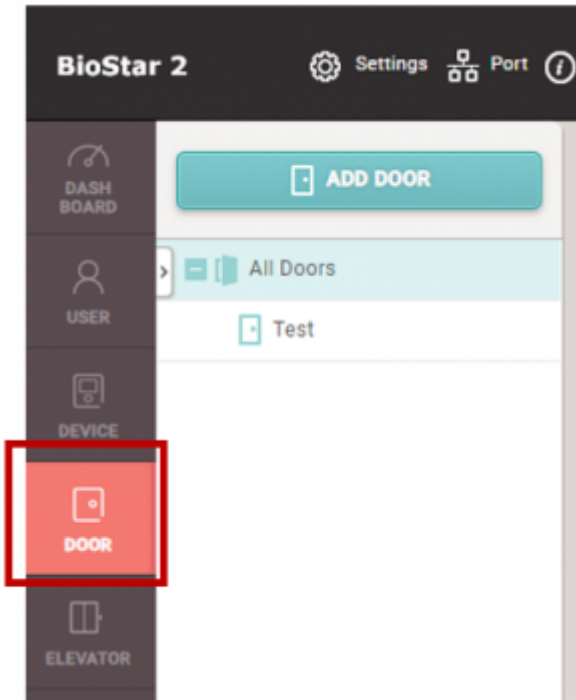 BioStar 2
Settings
Port
DASH
BOARD
USER
DEVICE
DOOR
ELEVATOR
ADD DOOR
All Doors
Test